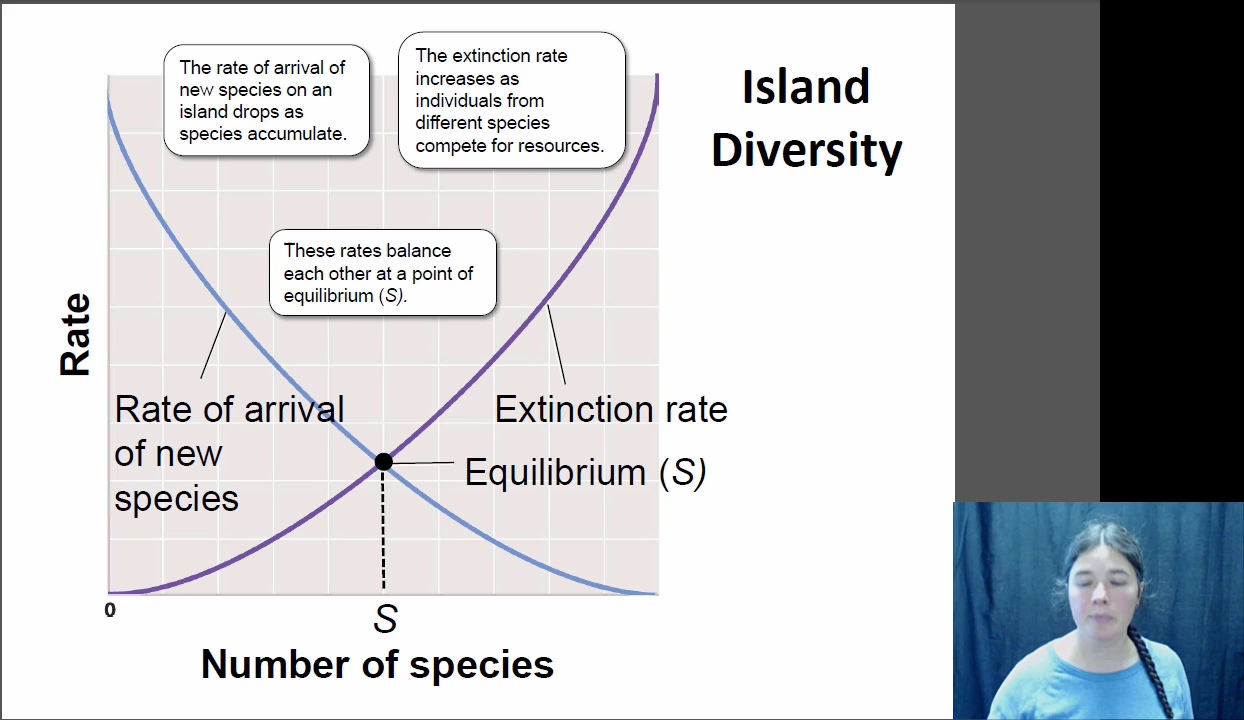 Island
Diversity
The rate of arrival of
new species on an
island drops as
species accumulate.
The extinction rate
increases as
individuals from
different species
compete for resources.
These rates balance
each other at a point of
equilibrium (S).
Rate
Rate of arrival
of new
species
Extinction rate
Equilibrium (S)
0
S
Number of species